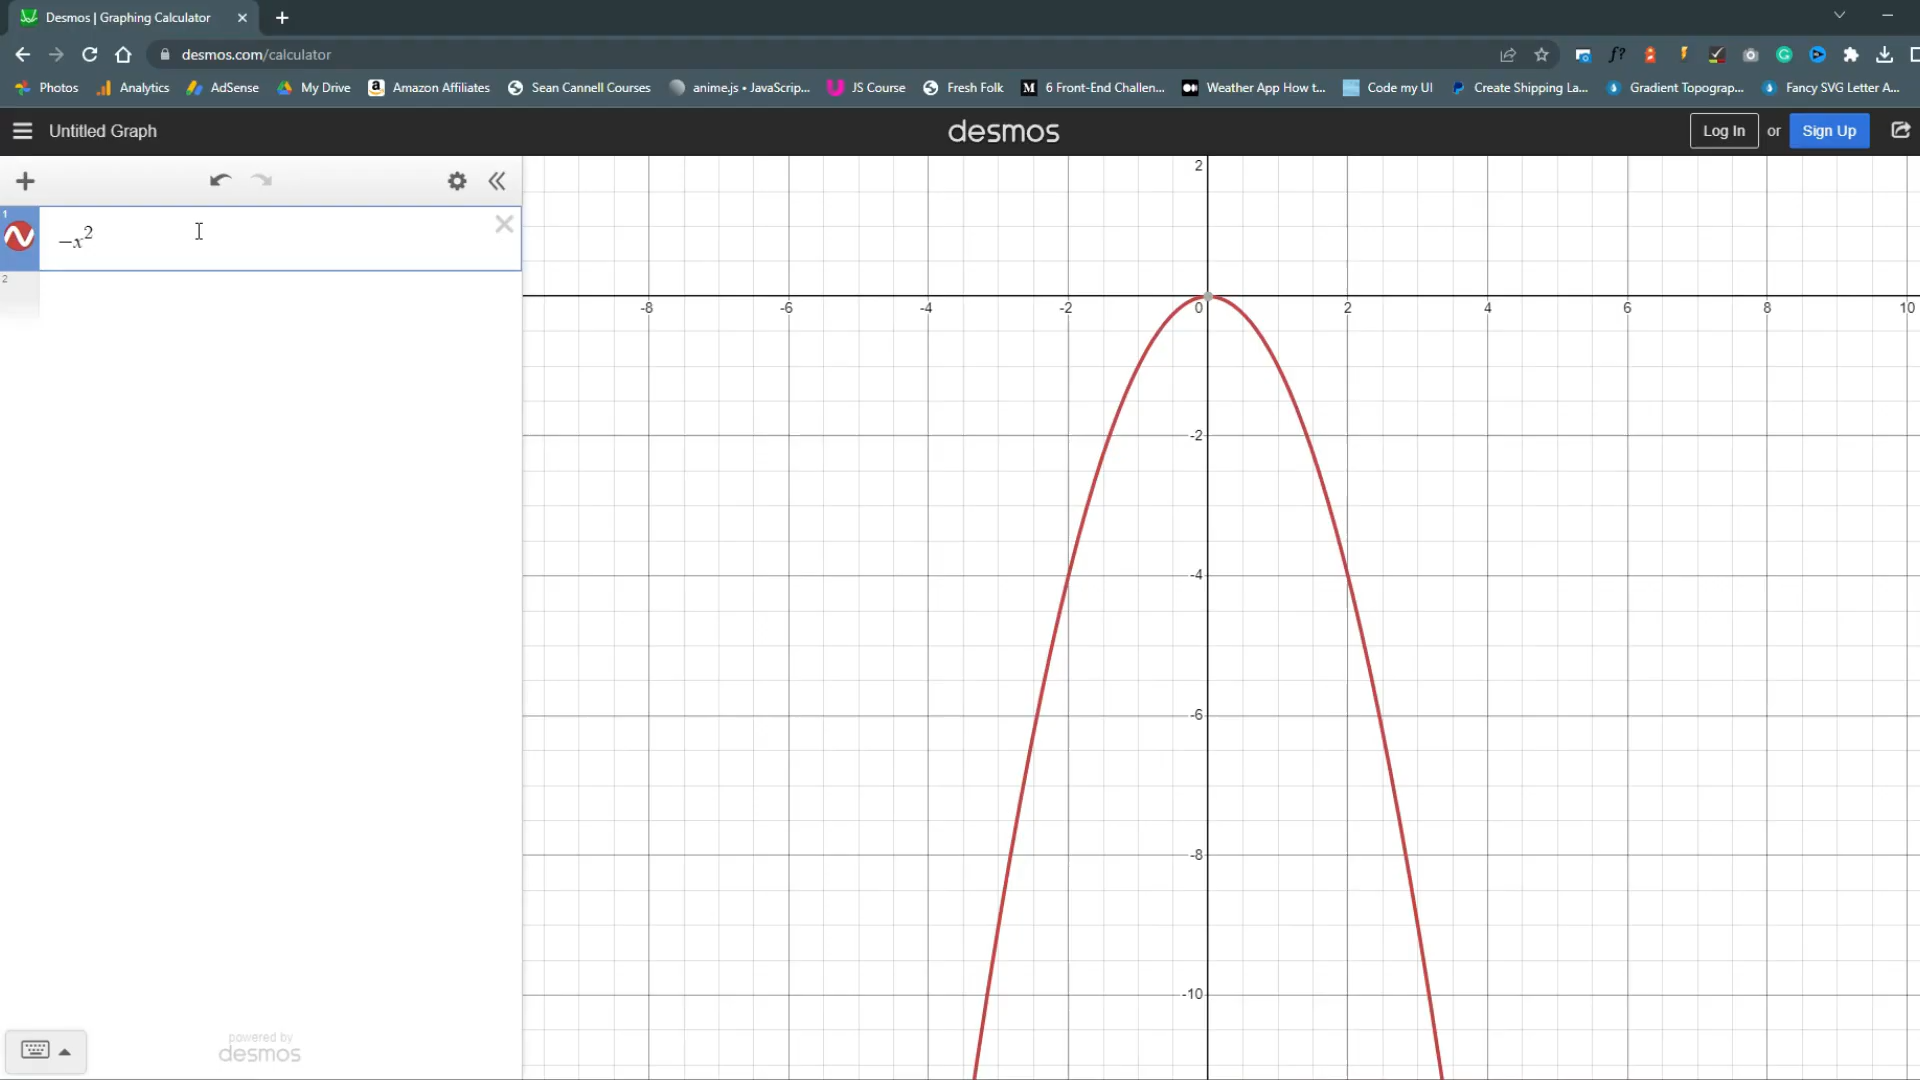 Desmos | Graphing Calculator
desmos.com/calculator
f?
Photos Analytics AdSense My Drive Amazon Affiliates Sean Cannell Courses anime.js • JavaScrip... JS Course Fresh Folk 6 Front-End Challen... Weather App How t... Code my UI Create Shipping La... Gradient Topograp... Fancy SVG Letter A...
Untitled Graph desmos Log In or Sign Up
1
−x²
2
2
-8 -6 -4 -2 0 2 4 6 8 10
-2
-4
-6
-8
-10
powered by
desmos